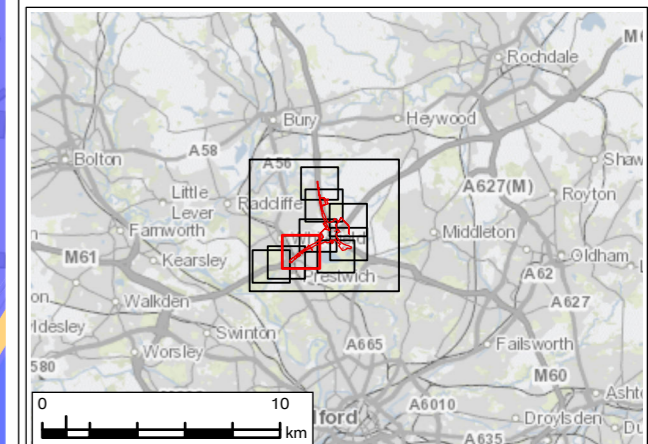 Rochdale
M6
Bury
Heywood
Bolton
A58
A56
Shaw
A627(M)
Little
Lever
Radcliffe
Royton
Farnworth
Middleton
M61
Kearsley
Oldham
A62
Walkden
A627
Swinton
A665
Failsworth
Worsley
580
M60
A6010
Droylsden
A635
0 10
km